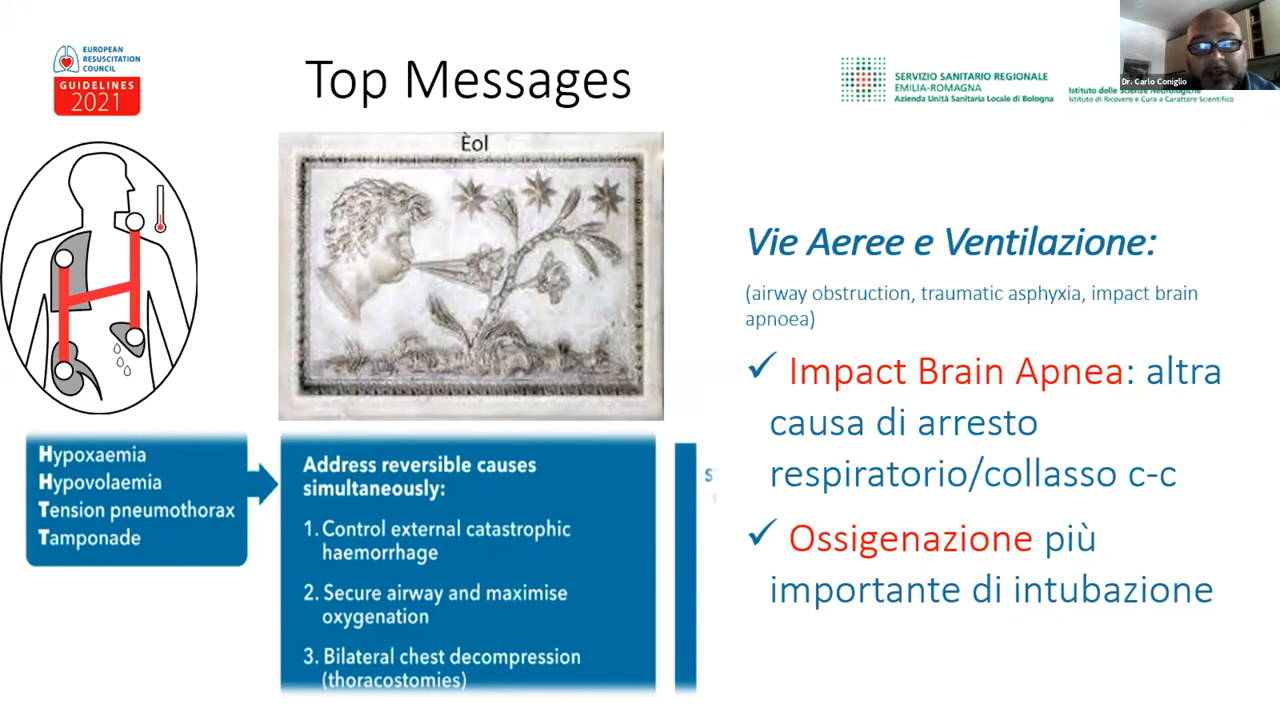 EUROPEAN
RESUSCITATION
COUNCIL
GUIDELINES
2021
Top Messages
SERVIZIO SANITARIO REGIONALE
EMILIA-ROMAGNA
Azienda Unità Sanitaria Locale di Bologna
Istituto delle Scienze Neurologiche
Istituto di Ricovero e Cura a Carattere Scientifico
Dr. Carlo Coniglio
Èol
Hypoxaemia
Hypovolaemia
Tension pneumothorax
Tamponade
Address reversible causes
simultaneously:
1. Control external catastrophic
haemorrhage
2. Secure airway and maximise
oxygenation
3. Bilateral chest decompression
(thoracostomies)
Vie Aeree e Ventilazione:
(airway obstruction, traumatic asphyxia, impact brain
apnoea)
✓ Impact Brain Apnea: altra
causa di arresto
respiratorio/collasso c-c
✓ Ossigenazione più
importante di intubazione